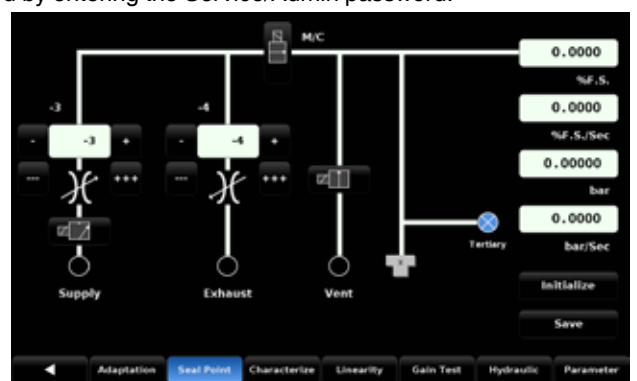 d by entering the Service/Admin password.
M/C
0.0000
%F.S.
-3
-4
0.0000
- -3 +
- -4 +
%F.S./Sec
0.00000
--- +++
--- +++
bar
0.0000
Tertiary
bar/Sec
Supply
Exhaust
Vent
Initialize
Save
Adaptation
Seal Point
Characterize
Linearity
Gain Test
Hydraulic
Parameter